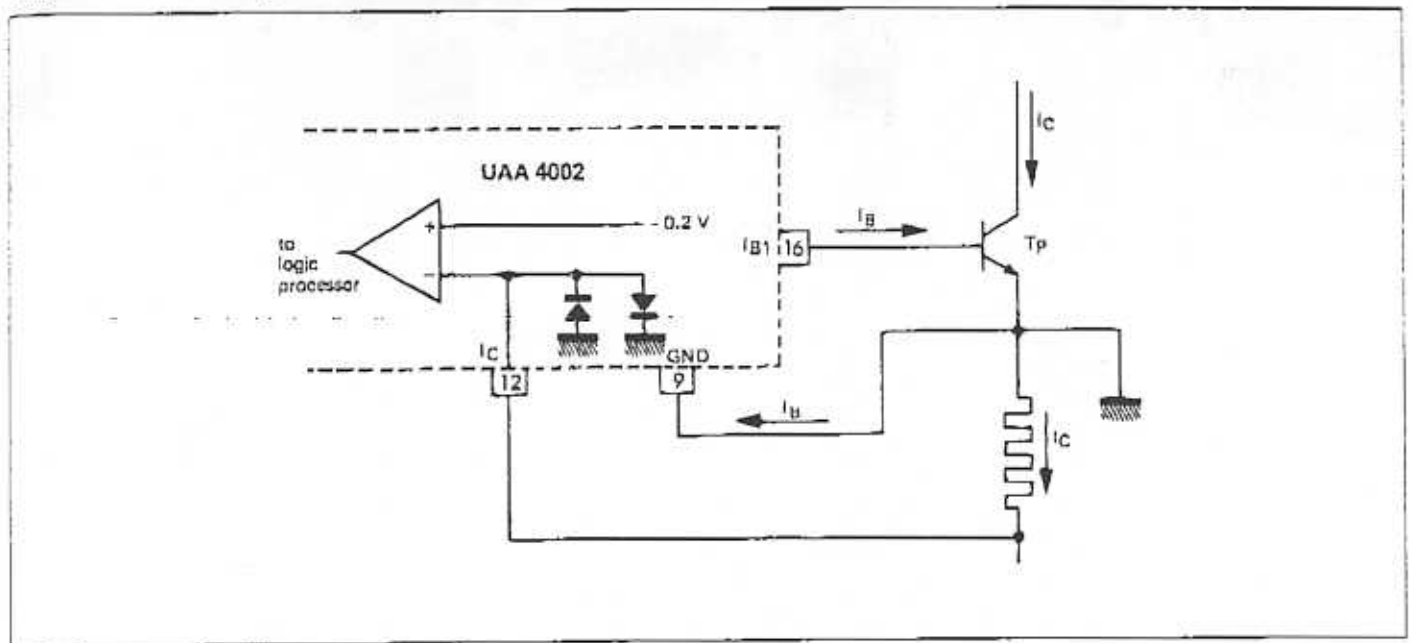 IC
UAA 4002
- 0.2 V
IB
+
IB1 16
TP
to
logic
processor
−
IC
GND
12
9
IB
IC